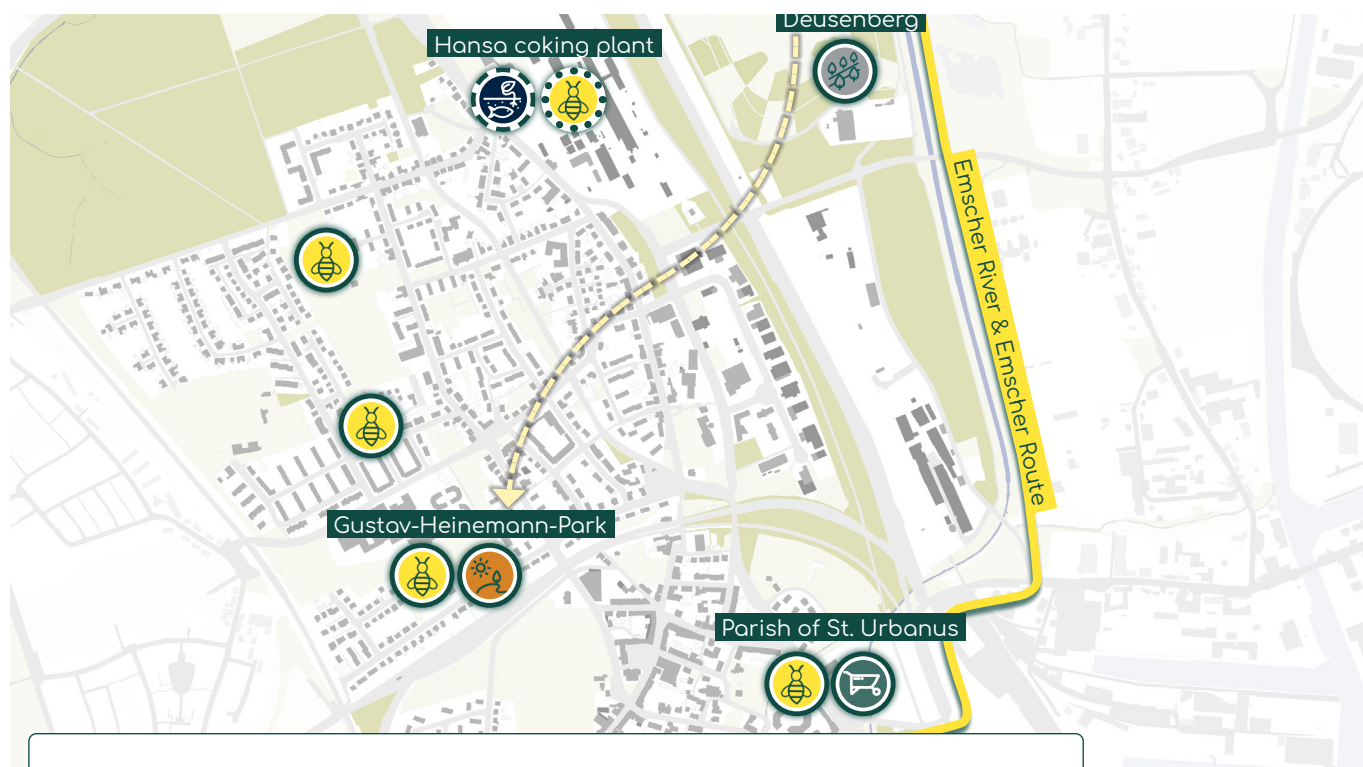 Deusenberg
Hansa coking plant
Emscher River & Emscher Route
Gustav-Heinemann-Park
Parish of St. Urbanus